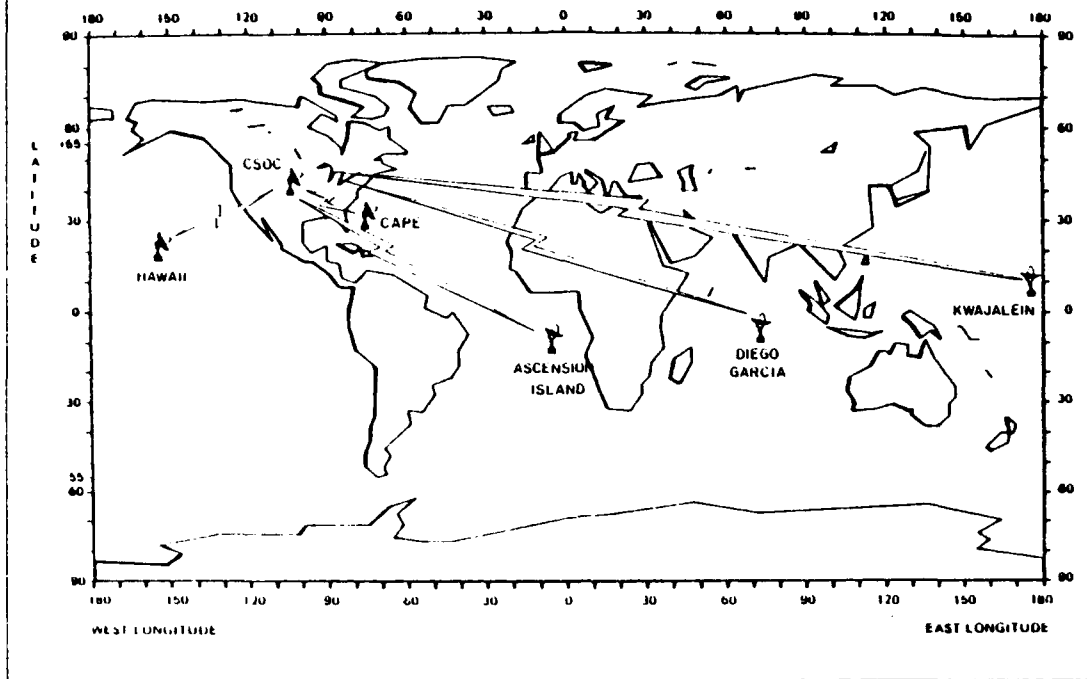 180 150 120 90 60 30 0 30 60 90 120 150 180
90 90
60 60
+65
LATITUDE
CSOC
30 30
CAPE
HAWAII
KWAJALEIN
0 0
ASCENSION
ISLAND
DIEGO
GARCIA
30 30
55
60 60
90 90
180 150 120 90 60 30 0 30 60 90 120 150 180
WEST LONGITUDE
EAST LONGITUDE